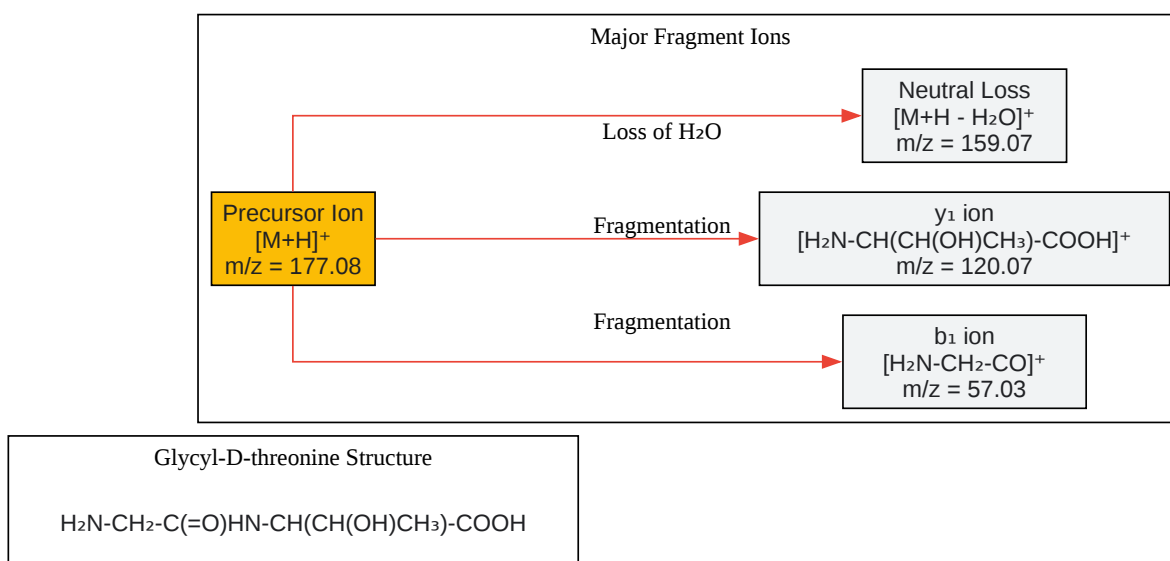 Major Fragment Ions
Neutral Loss
[M+H - H₂O]⁺
m/z = 159.07
Loss of H₂O
Precursor Ion
[M+H]⁺
m/z = 177.08
Fragmentation
y₁ ion
[H₂N-CH(CH(OH)CH₃)-COOH]⁺
m/z = 120.07
Fragmentation
b₁ ion
[H₂N-CH₂-CO]⁺
m/z = 57.03
Glycyl-D-threonine Structure
H₂N-CH₂-C(=O)HN-CH(CH(OH)CH₃)-COOH